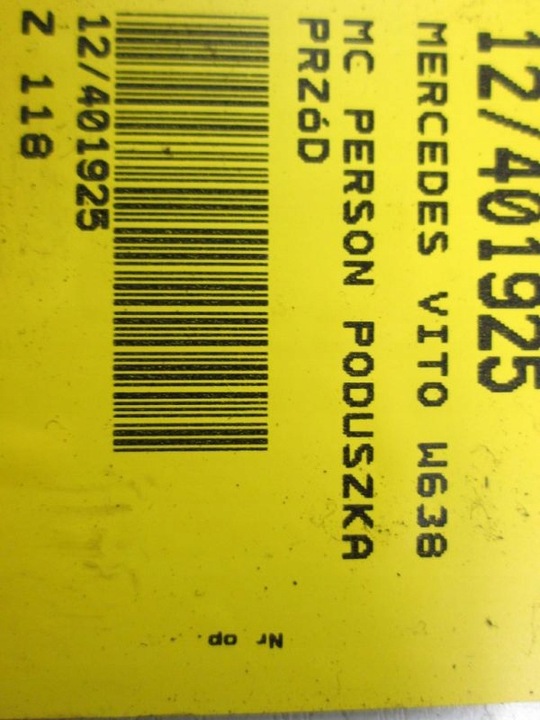 12/401925
MERCEDES VITO W638
MC PERSON PODUSZKA
PRZÓD
12/401925
Z 118
Nr op